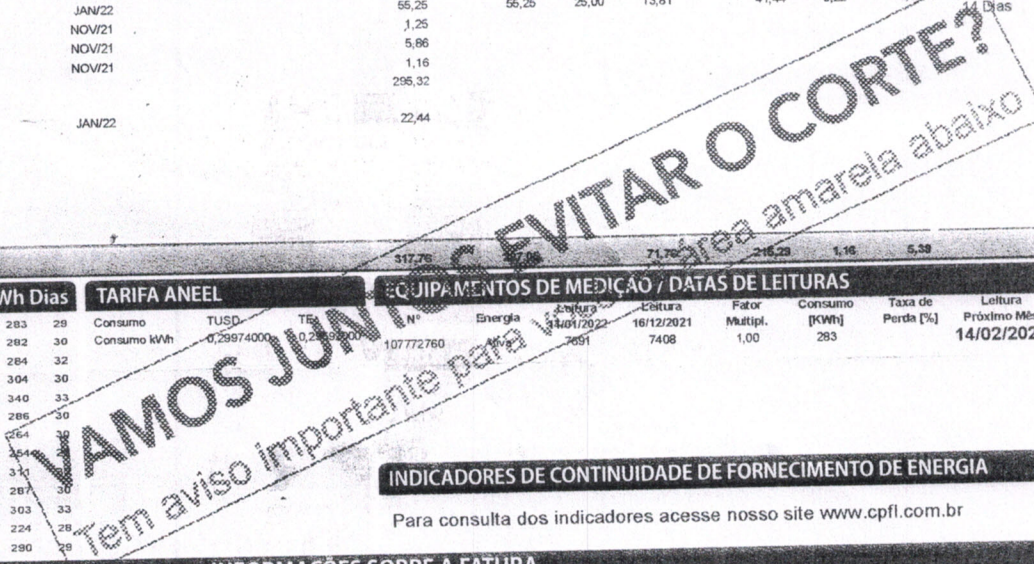 JAN/22 55,25 55,25 25,00 13,81
14 Dias
NOV/21 1,25
NOV/21 5,86
NOV/21 1,16
295,32
JAN/22 22,44
VAMOS JUNTOS EVITAR O CORTE?
Tem aviso importante para área amarela abaixo
317,76 1,16 5,39
Wh Dias
283 29
282 30
284 32
304 30
340 33
286 30
264
311
287 30
303 33
224 28
290 29
TARIFA ANEEL
Consumo TUSD TE
Consumo kWh 0,29974000
EQUIPAMENTOS DE MEDIÇÃO / DATAS DE LEITURAS
Nº Energia Leitura Leitura Fator Consumo Taxa de Leitura
14/01/2022 16/12/2021 Multipl. [KWh] Perda [%] Próximo Mês
107772760 Ativa 7691 7408 1,00 283 14/02/202
INDICADORES DE CONTINUIDADE DE FORNECIMENTO DE ENERGIA
Para consulta dos indicadores acesse nosso site www.cpfl.com.br
INFORMAÇÕES SOBRE A FATURA